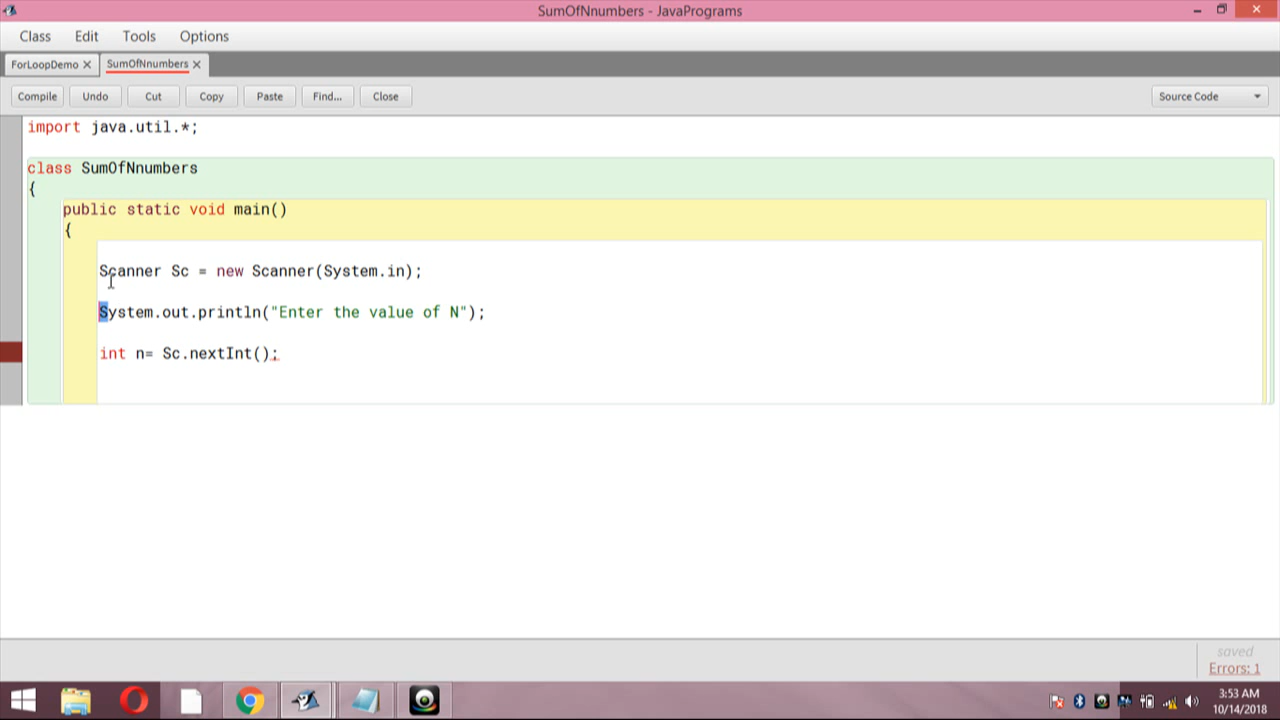 SumOfNnumbers - JavaPrograms
Class Edit Tools Options
ForLoopDemo SumOfNnumbers
Compile Undo Cut Copy Paste Find... Close Source Code
import java.util.*;
class SumOfNnumbers
{
public static void main()
{
Scanner Sc = new Scanner(System.in);
System.out.println("Enter the value of N");
int n= Sc.nextInt();
saved
Errors: 1
3:53 AM
10/14/2018